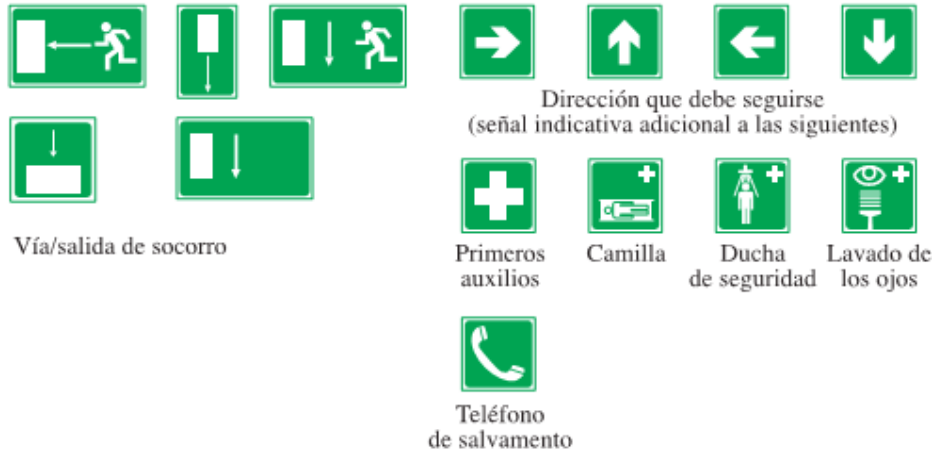 Vía/salida de socorro
Dirección que debe seguirse
(señal indicativa adicional a las siguientes)
Primeros
auxilios
Camilla
Ducha
de seguridad
Lavado de
los ojos
Teléfono
de salvamento